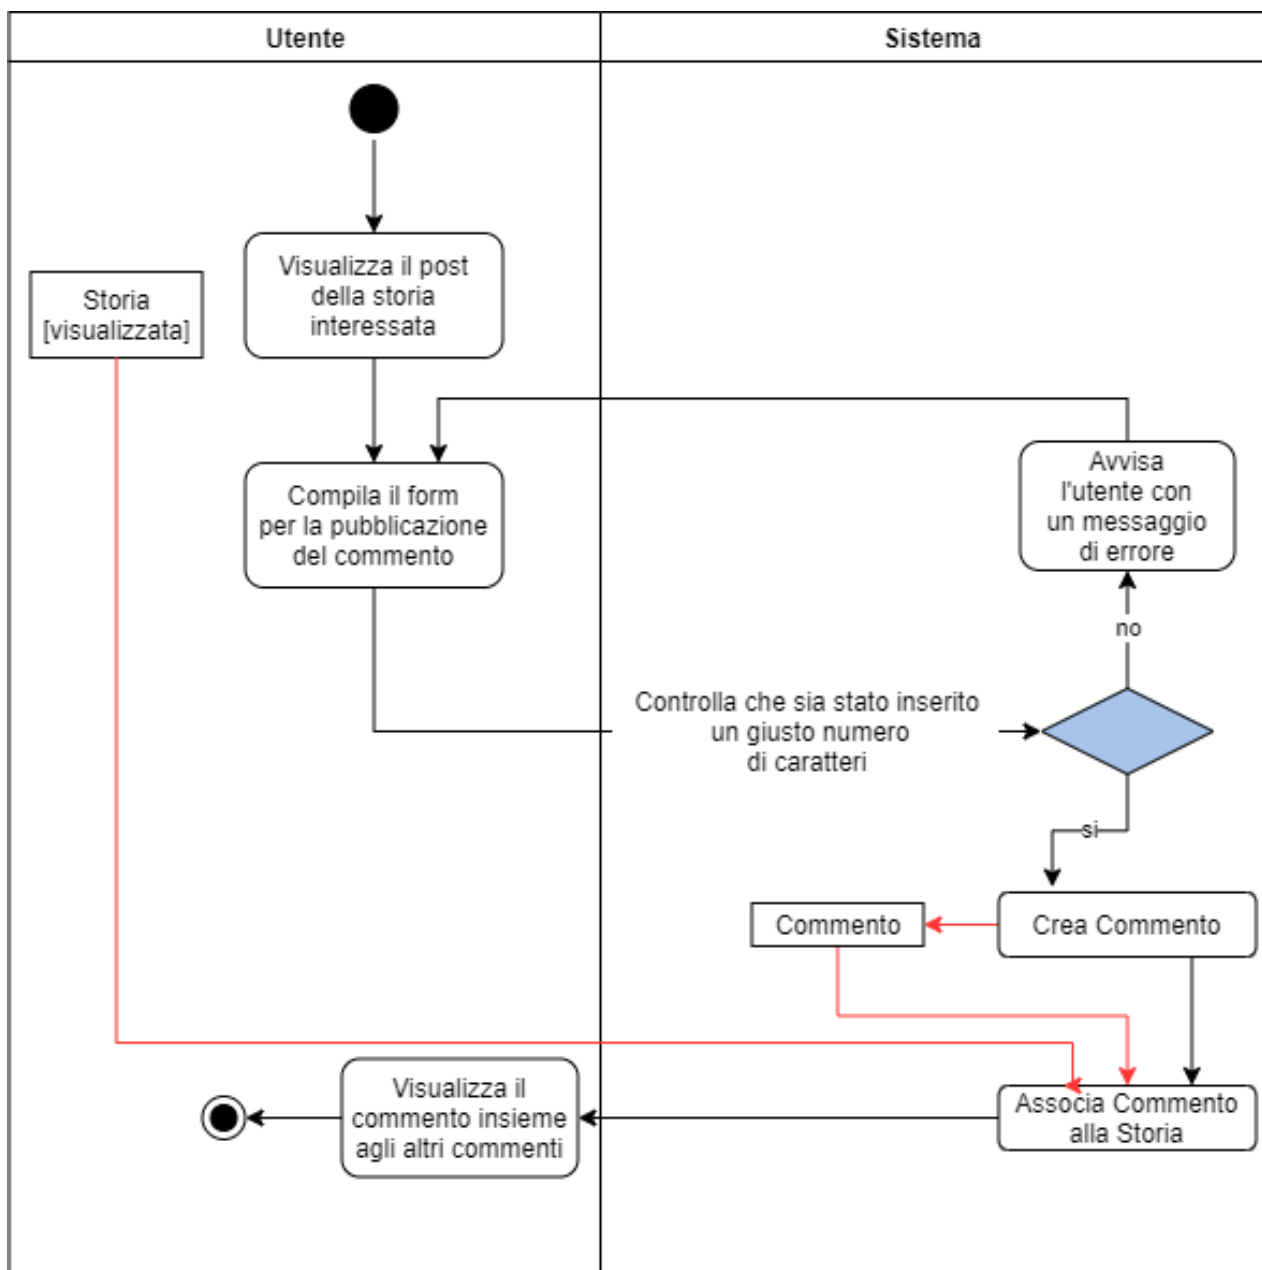 Utente
Sistema
Visualizza il post
della storia
interessata
Storia
[visualizzata]
Compila il form
per la pubblicazione
del commento
Avvisa
l'utente con
un messaggio
di errore
no
Controlla che sia stato inserito
un giusto numero
di caratteri
si
Commento
Crea Commento
Visualizza il
commento insieme
agli altri commenti
Associa Commento
alla Storia